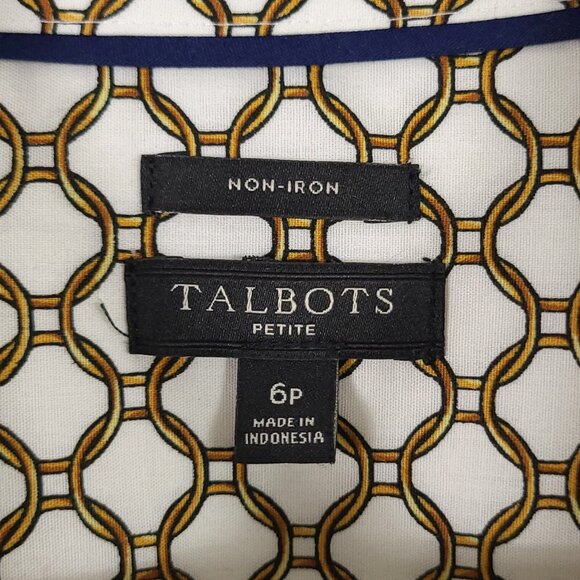 NON-IRON
TALBOTS
PETITE
6P
MADE IN
INDONESIA